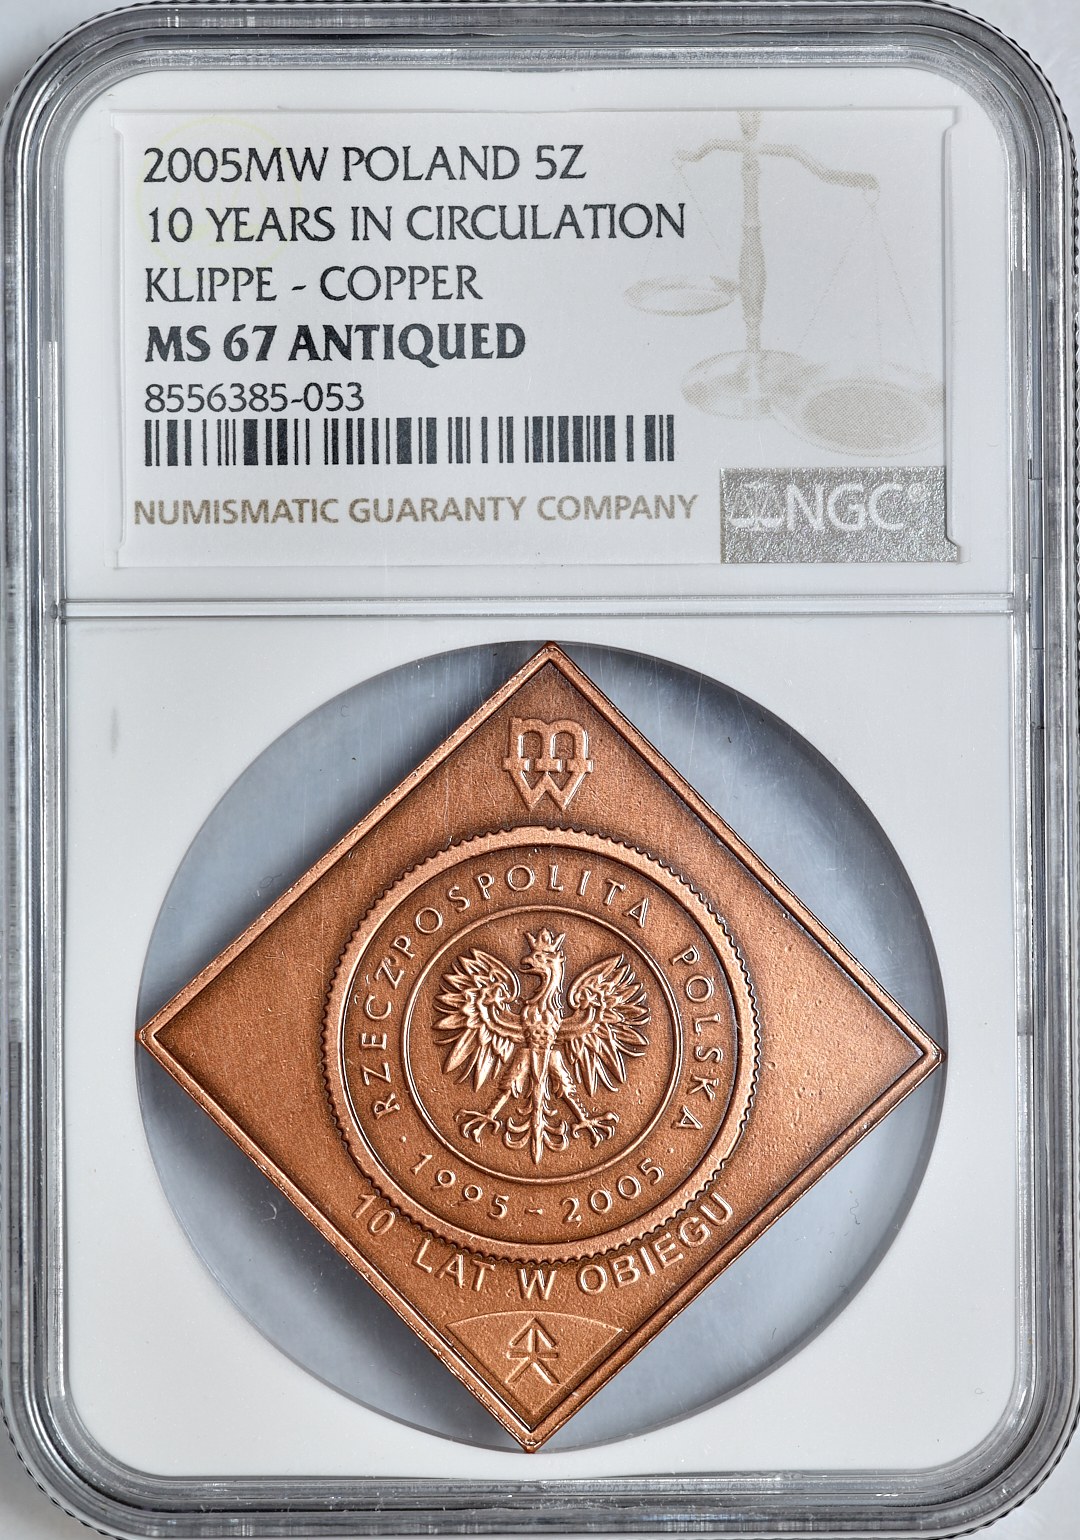 2005MW POLAND 5Z
10 YEARS IN CIRCULATION
KLIPPE - COPPER
MS 67 ANTIQUED
8556385-053
NUMISMATIC GUARANTY COMPANY
NGC®
MW
RZECZPOSPOLITA POLSKA
· 1995 - 2005 ·
10 LAT W OBIEGU